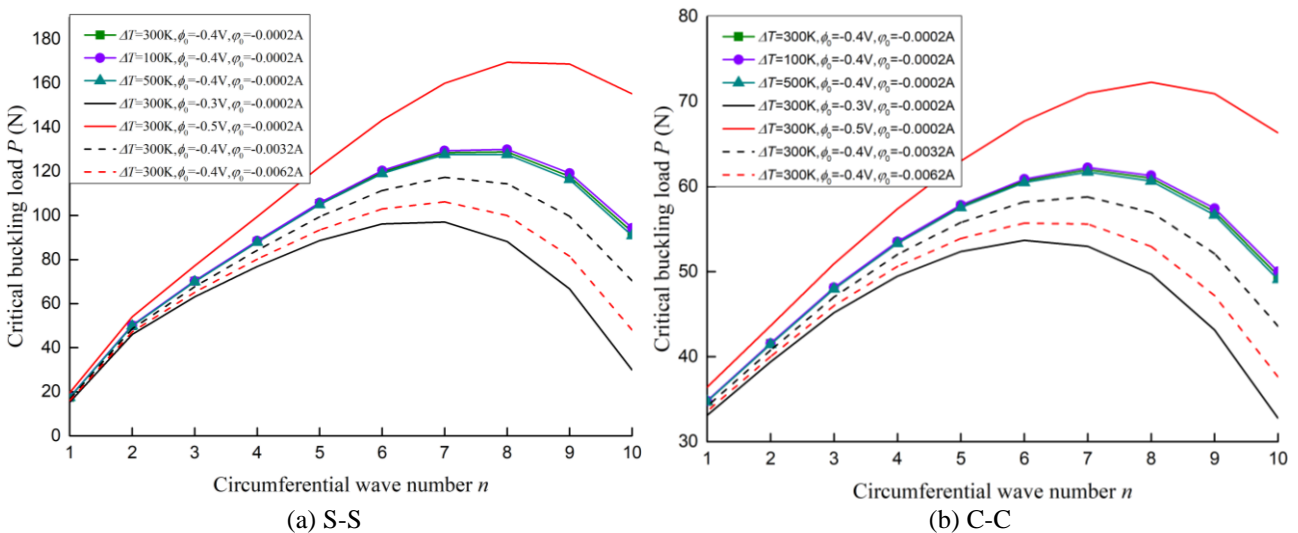 180
160
140
120
100
80
60
40
20
0
Critical buckling load P (N)
ΔT=300K,ϕ₀=-0.4V,φ₀=-0.0002A
ΔT=100K,ϕ₀=-0.4V,φ₀=-0.0002A
ΔT=500K,ϕ₀=-0.4V,φ₀=-0.0002A
ΔT=300K,ϕ₀=-0.3V,φ₀=-0.0002A
ΔT=300K,ϕ₀=-0.5V,φ₀=-0.0002A
ΔT=300K,ϕ₀=-0.4V,φ₀=-0.0032A
ΔT=300K,ϕ₀=-0.4V,φ₀=-0.0062A
1 2 3 4 5 6 7 8 9 10
Circumferential wave number n
(a) S-S
80
70
60
50
40
30
Critical buckling load P (N)
ΔT=300K,ϕ₀=-0.4V,φ₀=-0.0002A
ΔT=100K,ϕ₀=-0.4V,φ₀=-0.0002A
ΔT=500K,ϕ₀=-0.4V,φ₀=-0.0002A
ΔT=300K,ϕ₀=-0.3V,φ₀=-0.0002A
ΔT=300K,ϕ₀=-0.5V,φ₀=-0.0002A
ΔT=300K,ϕ₀=-0.4V,φ₀=-0.0032A
ΔT=300K,ϕ₀=-0.4V,φ₀=-0.0062A
1 2 3 4 5 6 7 8 9 10
Circumferential wave number n
(b) C-C